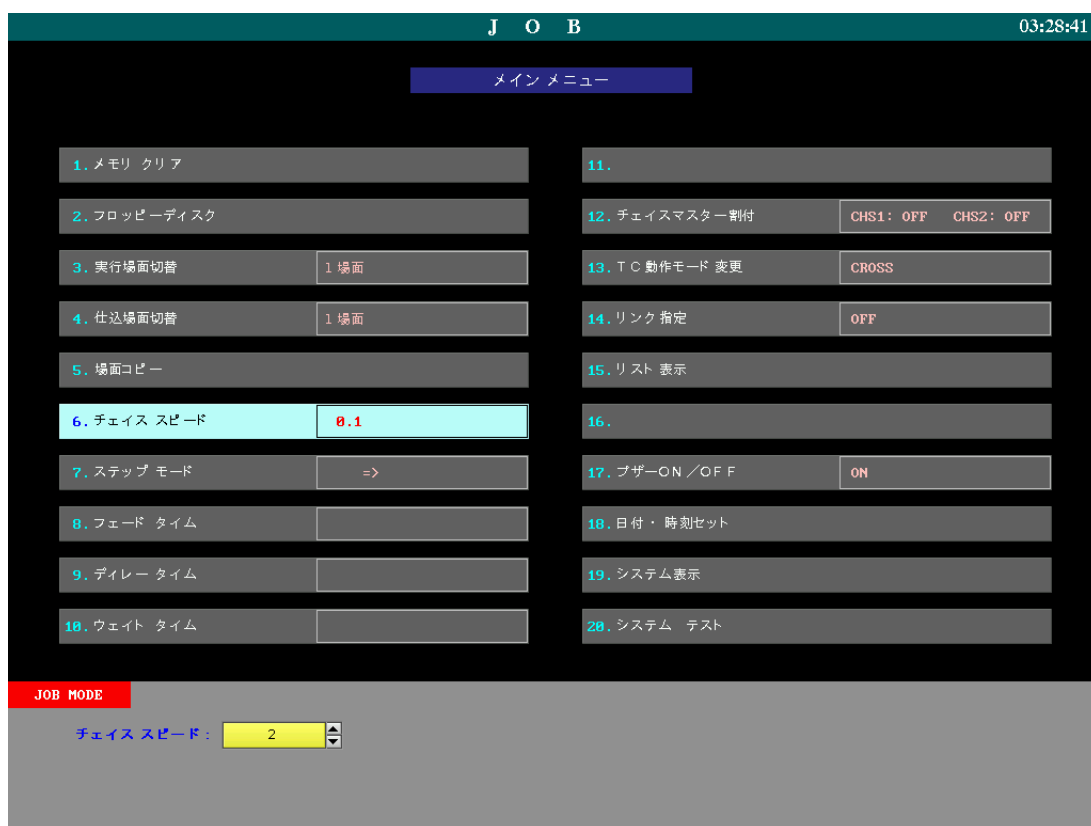 J O B
03:28:41
メイン メニュー
1. メモリ クリア
2. フロッピーディスク
3. 実行場面切替 1 場面
4. 仕込場面切替 1 場面
5. 場面コピー
6. チェイス スピード 0.1
7. ステップ モード =>
8. フェード タイム
9. ディレー タイム
10. ウェイト タイム
11.
12. チェイスマスター割付 CHS1: OFF CHS2: OFF
13. TC動作モード 変更 CROSS
14. リンク 指定 OFF
15. リスト 表示
16.
17. ブザーON/OFF ON
18. 日付・時刻セット
19. システム表示
20. システム テスト
JOB MODE
チェイス スピード: 2